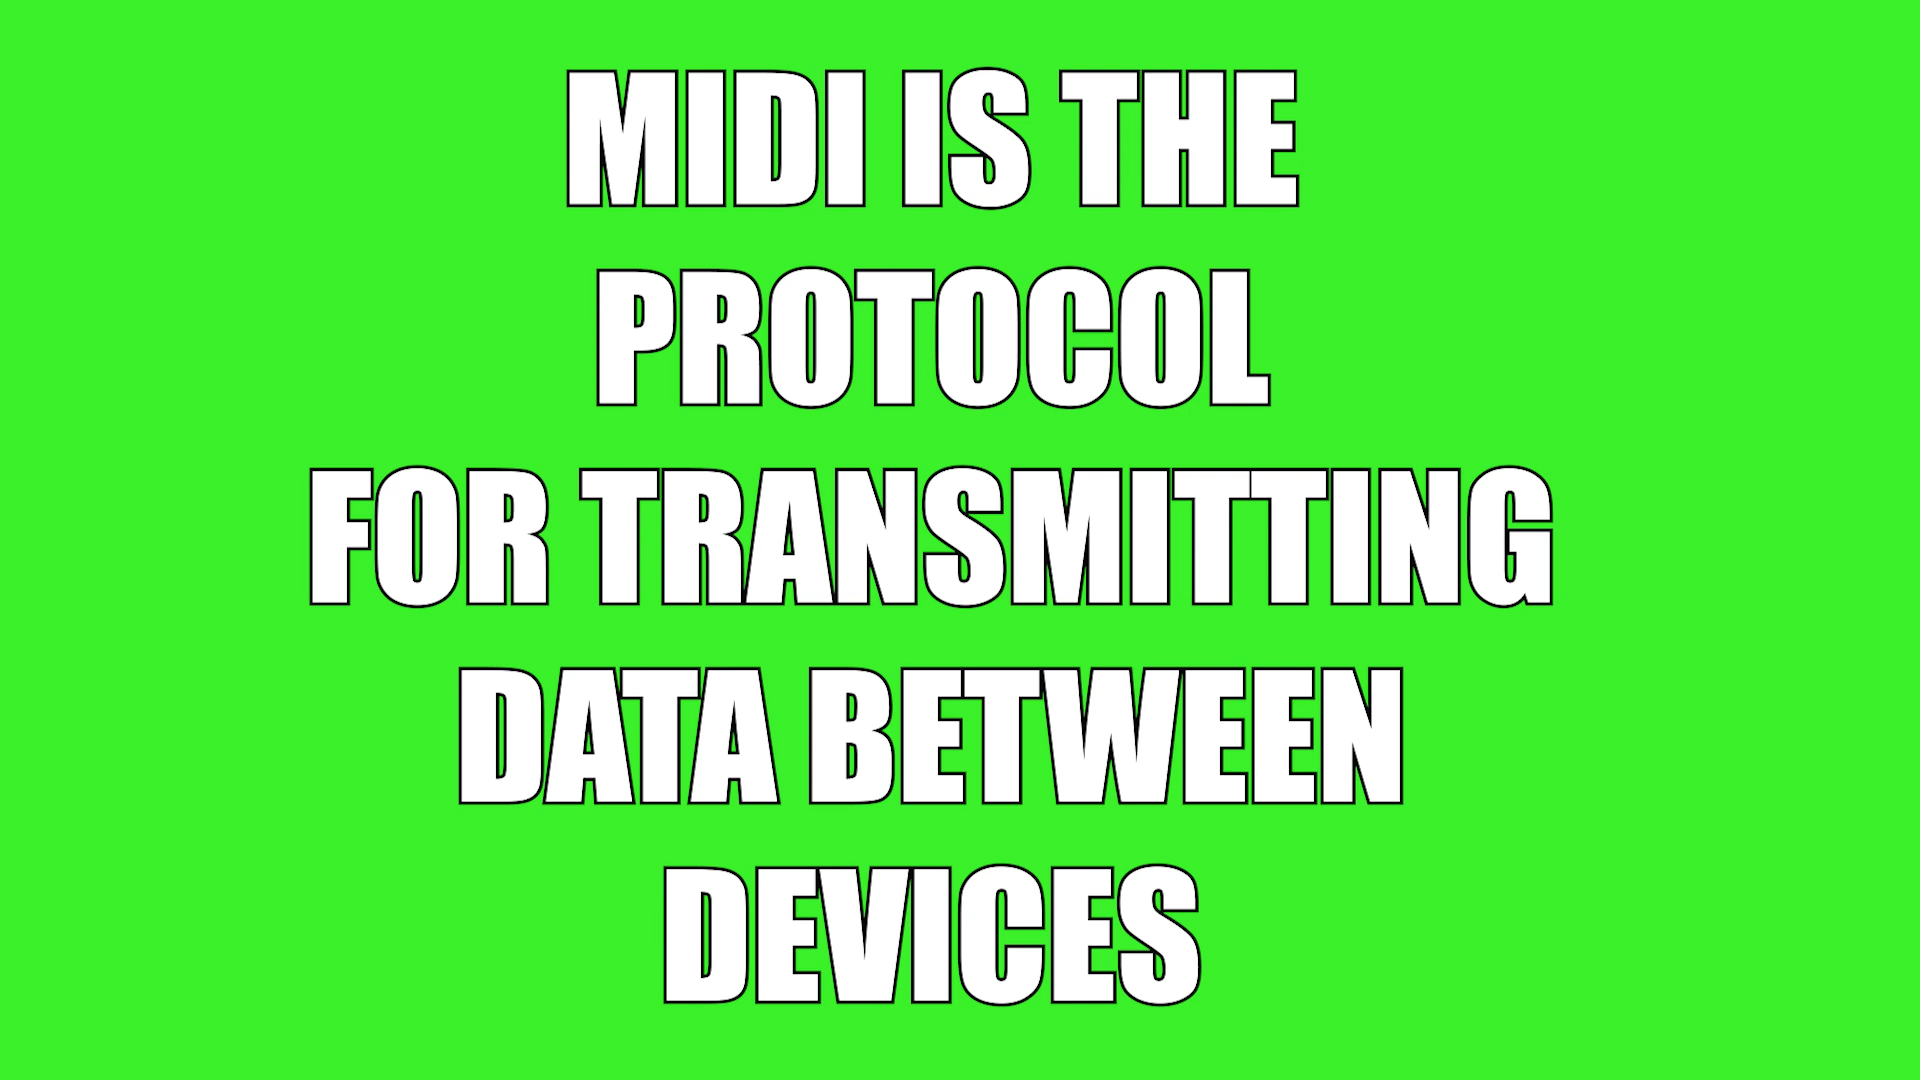 MIDI IS THE
PROTOCOL
FOR TRANSMITTING
DATA BETWEEN
DEVICES